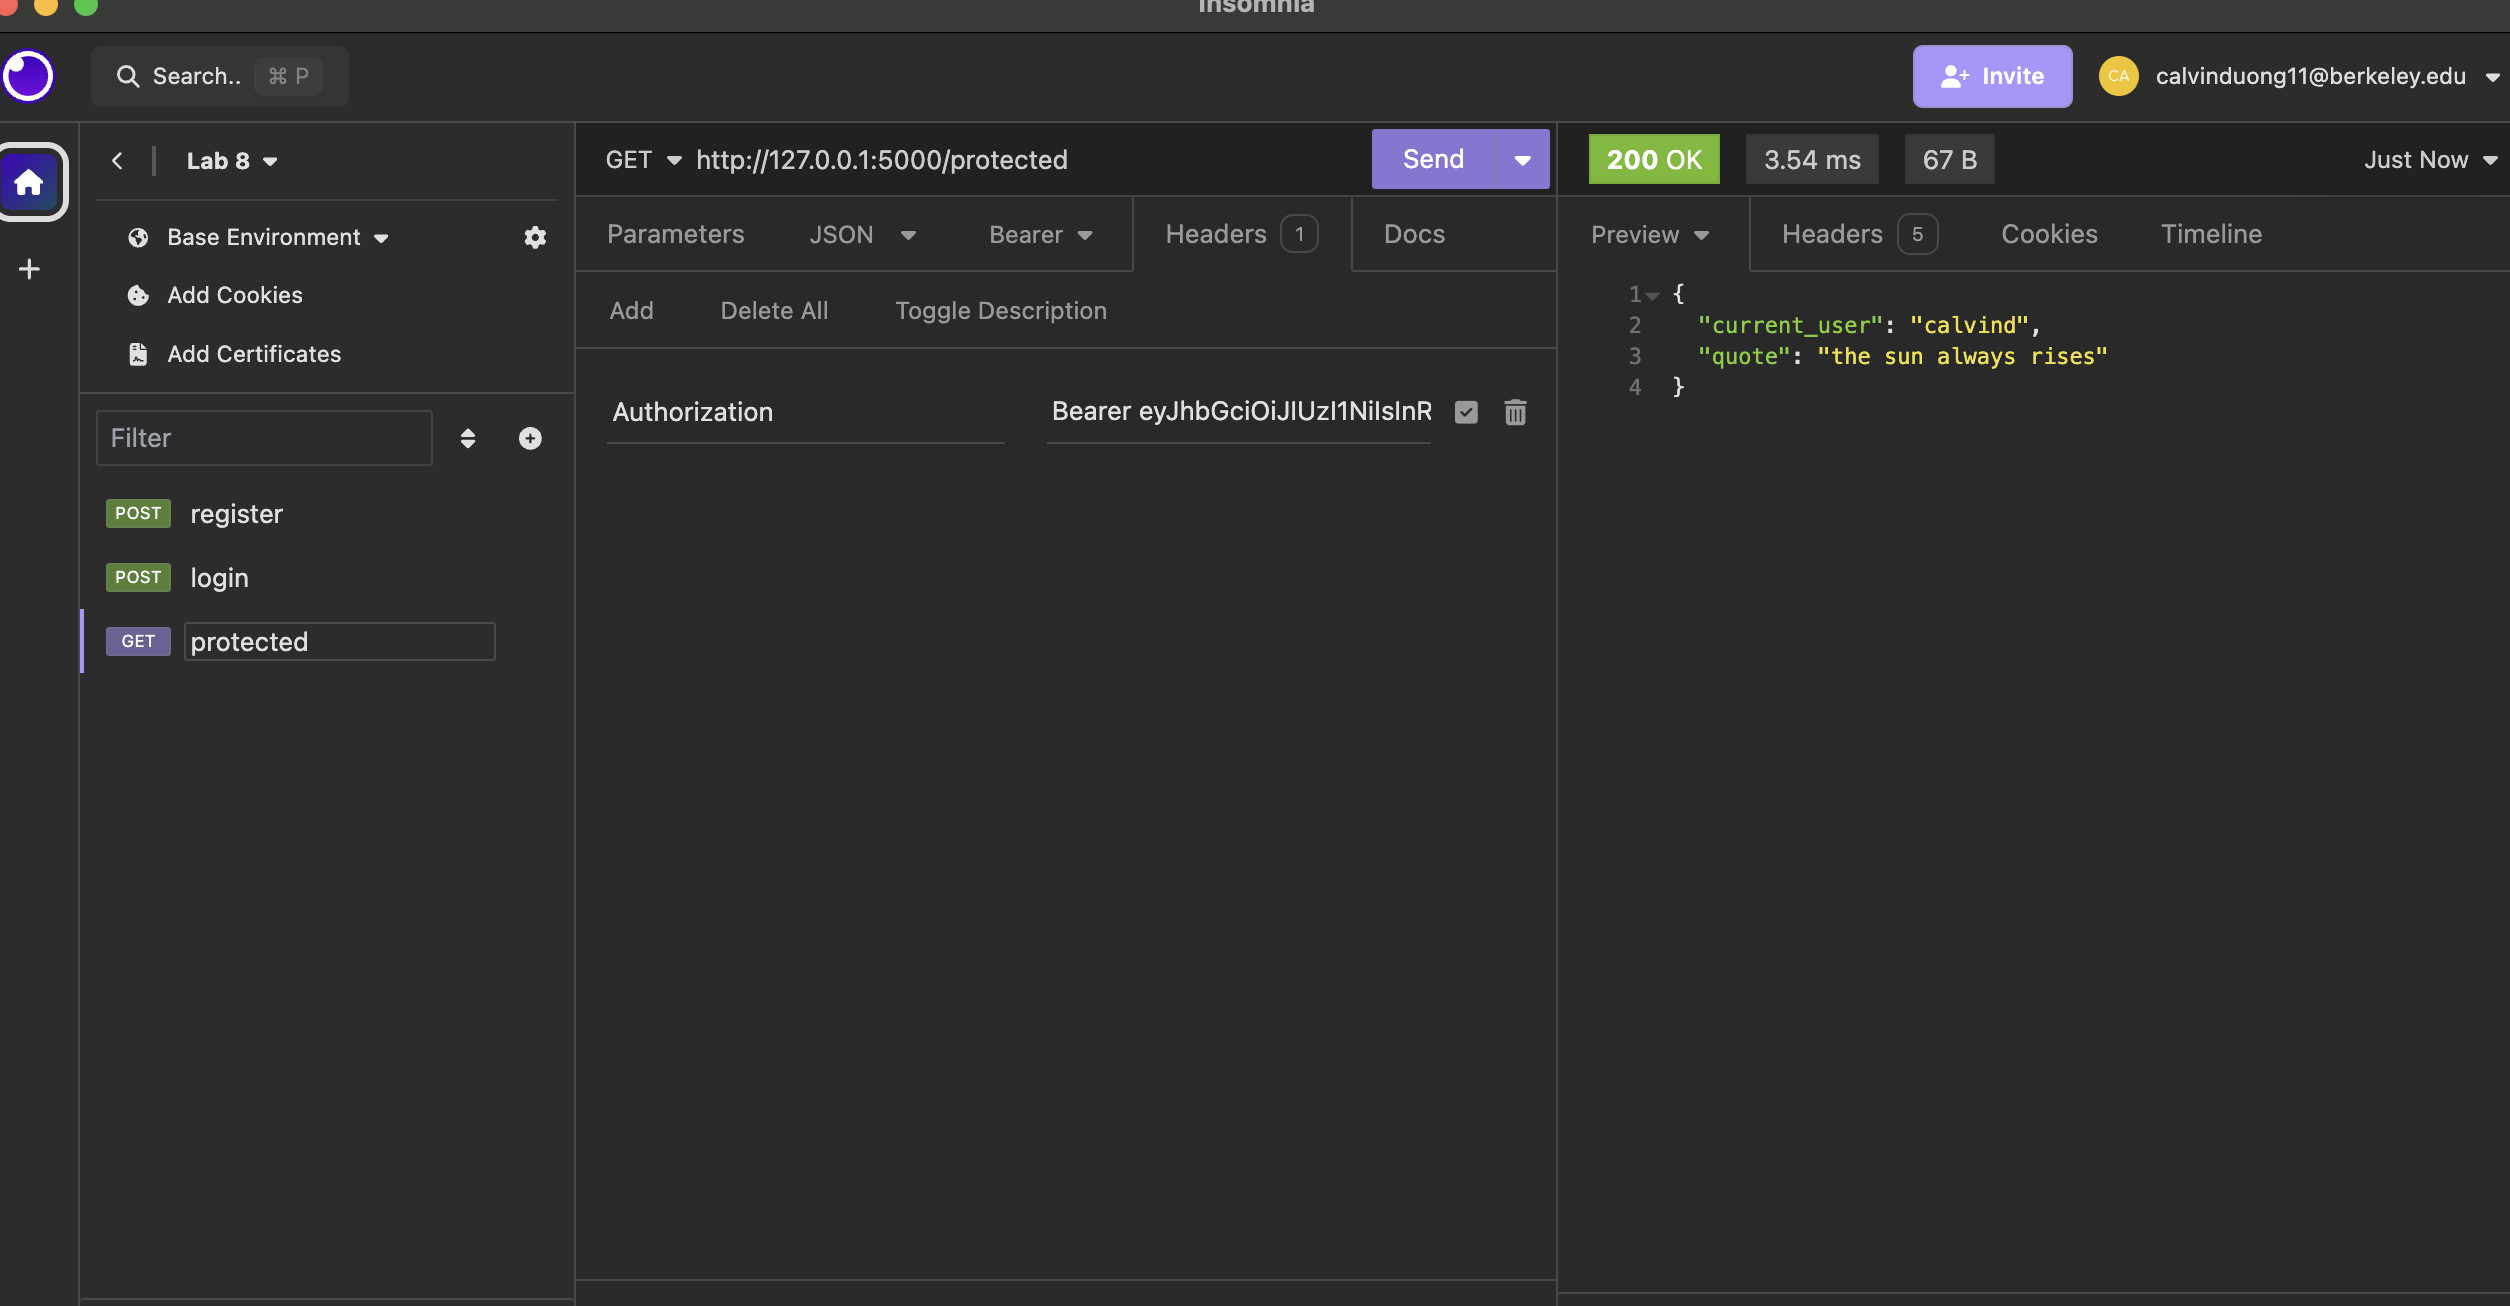 Insomnia
Search.. ⌘ P
Invite
CA
calvinduong11@berkeley.edu
Lab 8
Base Environment
Add Cookies
Add Certificates
Filter
POST register
POST login
GET protected
GET http://127.0.0.1:5000/protected
Send
Parameters JSON Bearer Headers 1 Docs
Add Delete All Toggle Description
Authorization Bearer eyJhbGciOiJIUzI1NiIsInR
200 OK 3.54 ms 67 B Just Now
Preview Headers 5 Cookies Timeline
1 {
2 "current_user": "calvind",
3 "quote": "the sun always rises"
4 }